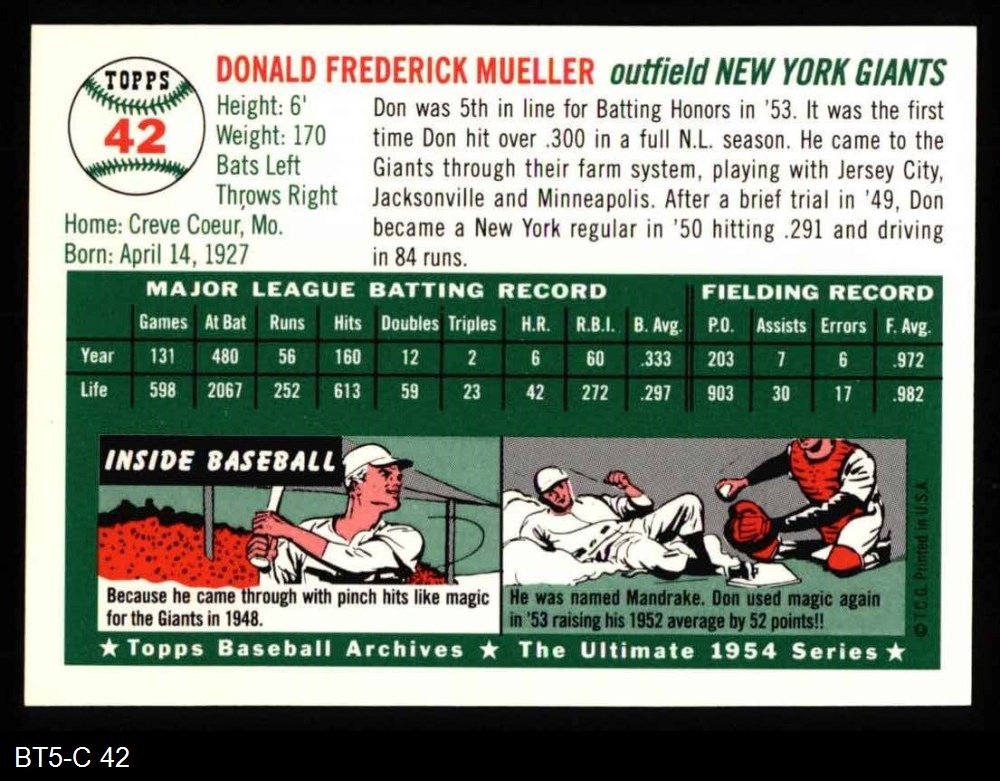 TOPPS
42
DONALD FREDERICK MUELLER outfield NEW YORK GIANTS
Height: 6'
Weight: 170
Bats Left
Throws Right
Home: Creve Coeur, Mo.
Born: April 14, 1927
Don was 5th in line for Batting Honors in '53. It was the first
time Don hit over .300 in a full N.L. season. He came to the
Giants through their farm system, playing with Jersey City,
Jacksonville and Minneapolis. After a brief trial in '49, Don
became a New York regular in '50 hitting .291 and driving
in 84 runs.
MAJOR LEAGUE BATTING RECORD FIELDING RECORD
Games At Bat Runs Hits Doubles Triples H.R. R.B.I. B. Avg. P.O. Assists Errors F. Avg.
Year 131 480 56 160 12 2 6 60 .333 203 7 6 .972
Life 598 2067 252 613 59 23 42 272 .297 903 30 17 .982
INSIDE BASEBALL
Because he came through with pinch hits like magic
for the Giants in 1948.
He was named Mandrake. Don used magic again
in '53 raising his 1952 average by 52 points!!
© T.C.G. Printed in U.S.A.
★ Topps Baseball Archives ★ The Ultimate 1954 Series ★
BT5-C 42